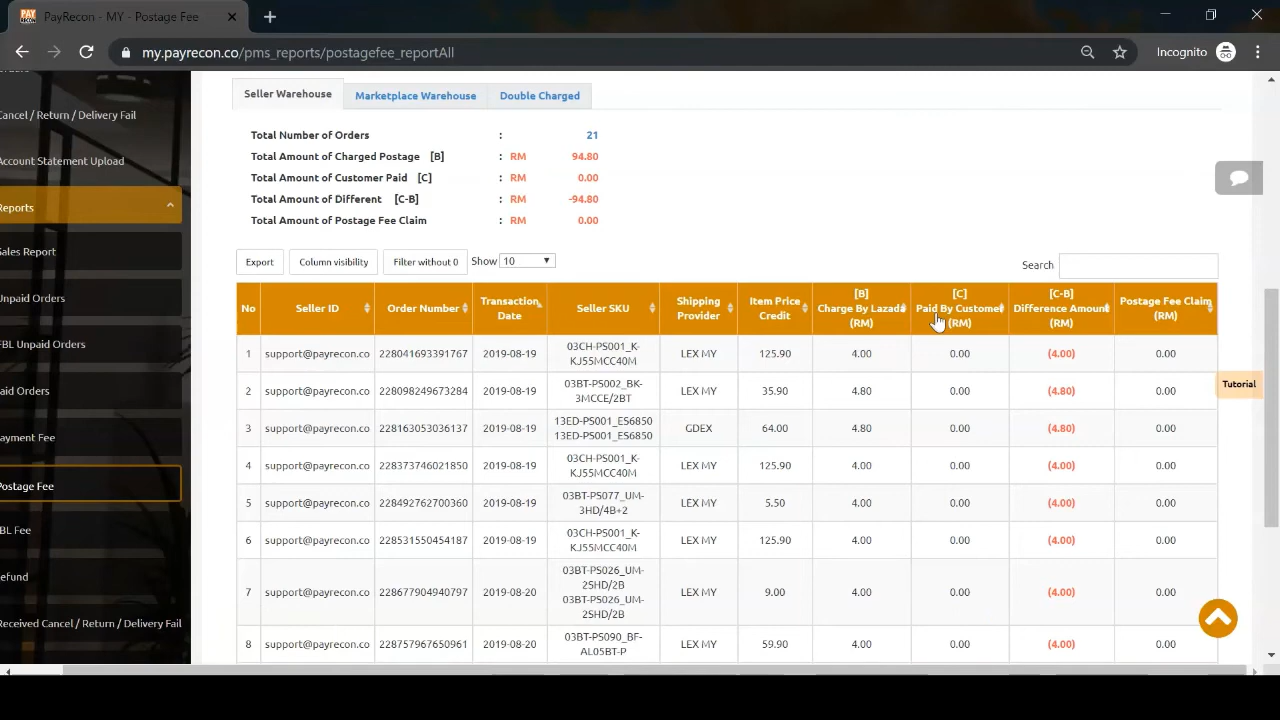 PAY
RECON
PayRecon - MY - Postage Fee
my.payrecon.co/pms_reports/postagefee_reportAll
Incognito
Cancel / Return / Delivery Fail
Account Statement Upload
Reports
Sales Report
Unpaid Orders
FBL Unpaid Orders
aid Orders
ayment Fee
Postage Fee
BL Fee
efund
Received Cancel / Return / Delivery Fail
Seller Warehouse
Marketplace Warehouse
Double Charged
Total Number of Orders : 21
Total Amount of Charged Postage [B] : RM 94.80
Total Amount of Customer Paid [C] : RM 0.00
Total Amount of Different [C-B] : RM -94.80
Total Amount of Postage Fee Claim : RM 0.00
Export
Column visibility
Filter without 0
Show 10
Search
No
Seller ID
Order Number
Transaction
Date
Seller SKU
Shipping
Provider
Item Price
Credit
[B]
Charge By Lazada
(RM)
[C]
Paid By Customer
(RM)
[C-B]
Difference Amount
(RM)
Postage Fee Claim
(RM)
1 support@payrecon.co 228041693391767 2019-08-19 03CH-PS001_K- LEX MY 125.90 4.00 0.00 (4.00) 0.00
KJ55MCC40M
2 support@payrecon.co 228098249673284 2019-08-19 03BT-PS002_BK- LEX MY 35.90 4.80 0.00 (4.80) 0.00
3MCCE/2BT
3 support@payrecon.co 228163053036137 2019-08-19 13ED-PS001_ES6850 GDEX 64.00 4.80 0.00 (4.80) 0.00
13ED-PS001_ES6850
4 support@payrecon.co 228373746021850 2019-08-19 03CH-PS001_K- LEX MY 125.90 4.00 0.00 (4.00) 0.00
KJ55MCC40M
5 support@payrecon.co 228492762700360 2019-08-19 03BT-PS077_UM- LEX MY 5.50 4.00 0.00 (4.00) 0.00
3HD/4B+2
6 support@payrecon.co 228531550454187 2019-08-19 03CH-PS001_K- LEX MY 125.90 4.00 0.00 (4.00) 0.00
KJ55MCC40M
7 support@payrecon.co 228677904940797 2019-08-20 03BT-PS026_UM- LEX MY 9.00 4.00 0.00 (4.00) 0.00
2SHD/2B
03BT-PS026_UM-
2SHD/2B
8 support@payrecon.co 228757967650961 2019-08-20 03BT-PS090_BF- LEX MY 59.90 4.00 0.00 (4.00) 0.00
AL05BT-P
Tutorial